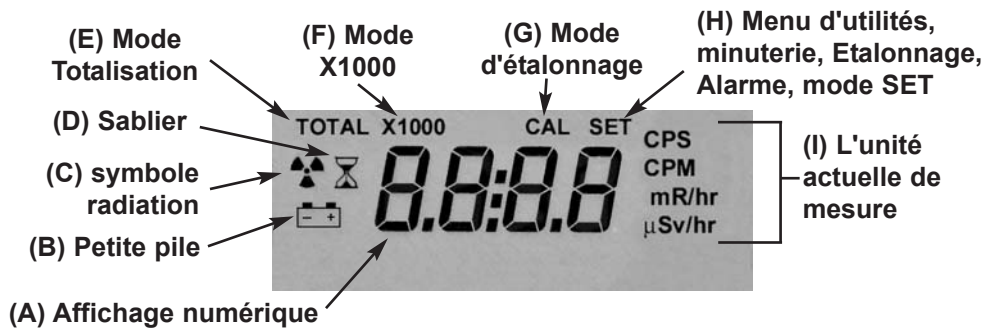 (E) Mode
Totalisation
(F) Mode
X1000
(G) Mode
d'étalonnage
(H) Menu d'utilités,
minuterie, Etalonnage,
Alarme, mode SET
(D) Sablier
(C) symbole
radiation
(B) Petite pile
(A) Affichage numérique
TOTAL X1000 CAL SET
8.8:8.8
CPS
CPM
mR/hr
µSv/hr
(I) L'unité
actuelle de
mesure